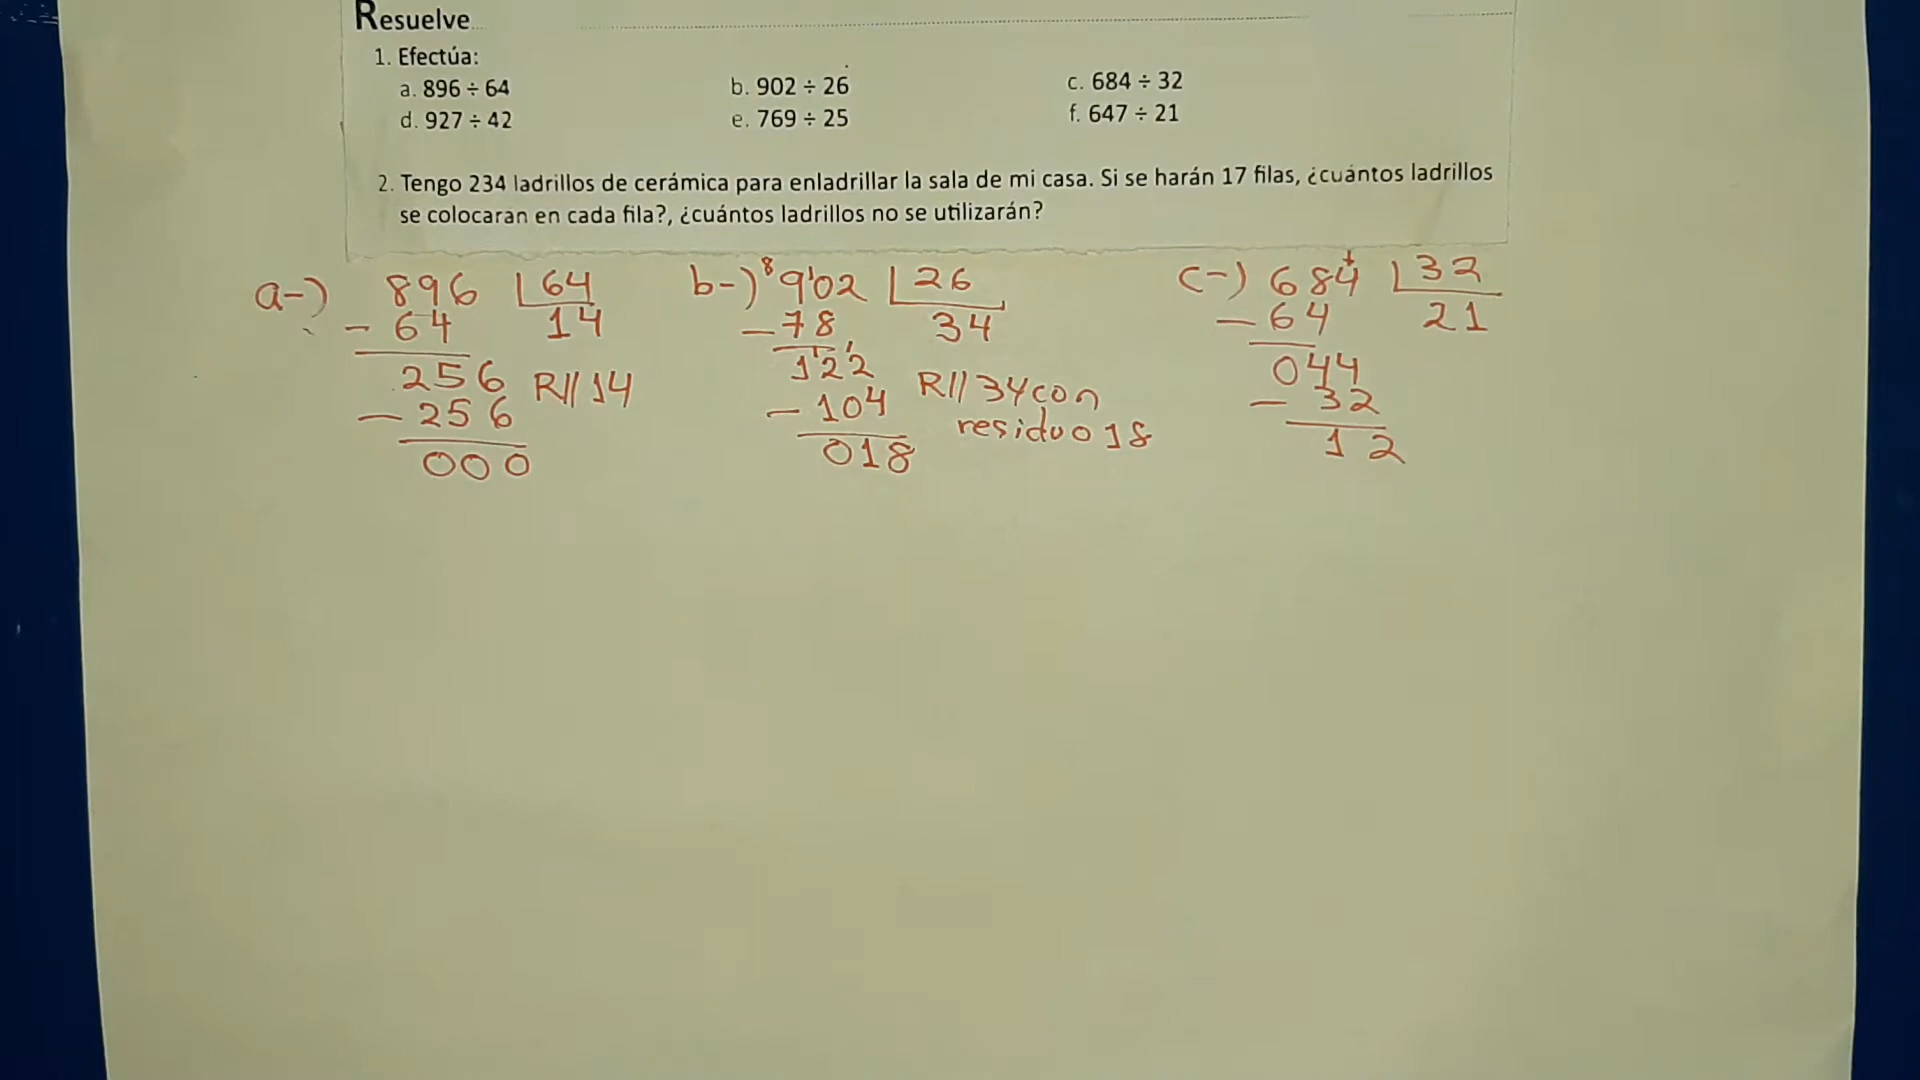 Resuelve
1. Efectúa:
a. 896 ÷ 64 b. 902 ÷ 26 c. 684 ÷ 32
d. 927 ÷ 42 e. 769 ÷ 25 f. 647 ÷ 21
2. Tengo 234 ladrillos de cerámica para enladrillar la sala de mi casa. Si se harán 17 filas, ¿cuántos ladrillos
se colocaran en cada fila?, ¿cuántos ladrillos no se utilizarán?
a-) 896 64
- 64 14
256 R// 14
- 256
000
b-) 902 26
- 78 34
122
- 104 R// 34 con
018 residuo 18
c-) 684 32
- 64 21
044
- 32
12